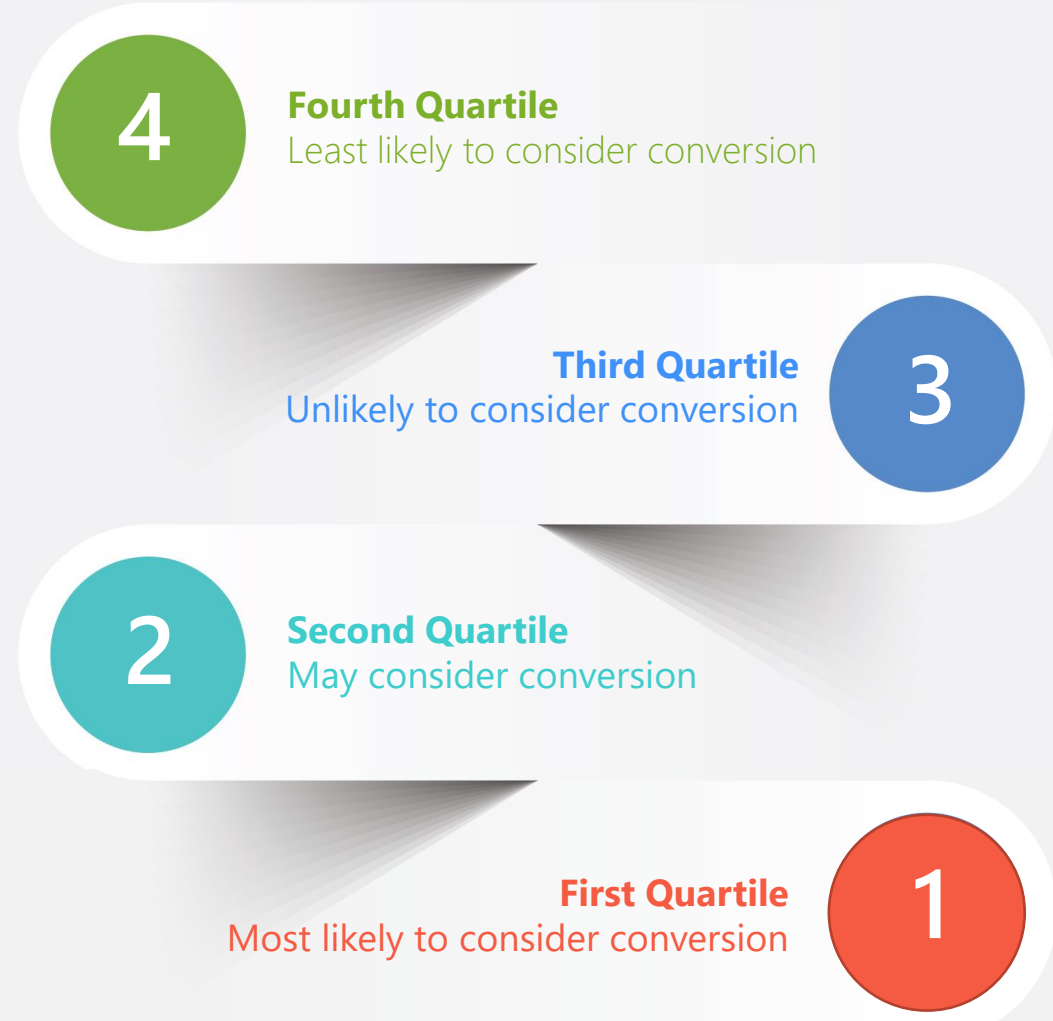 4
Fourth Quartile
Least likely to consider conversion
Third Quartile
Unlikely to consider conversion
3
2
Second Quartile
May consider conversion
First Quartile
Most likely to consider conversion
1